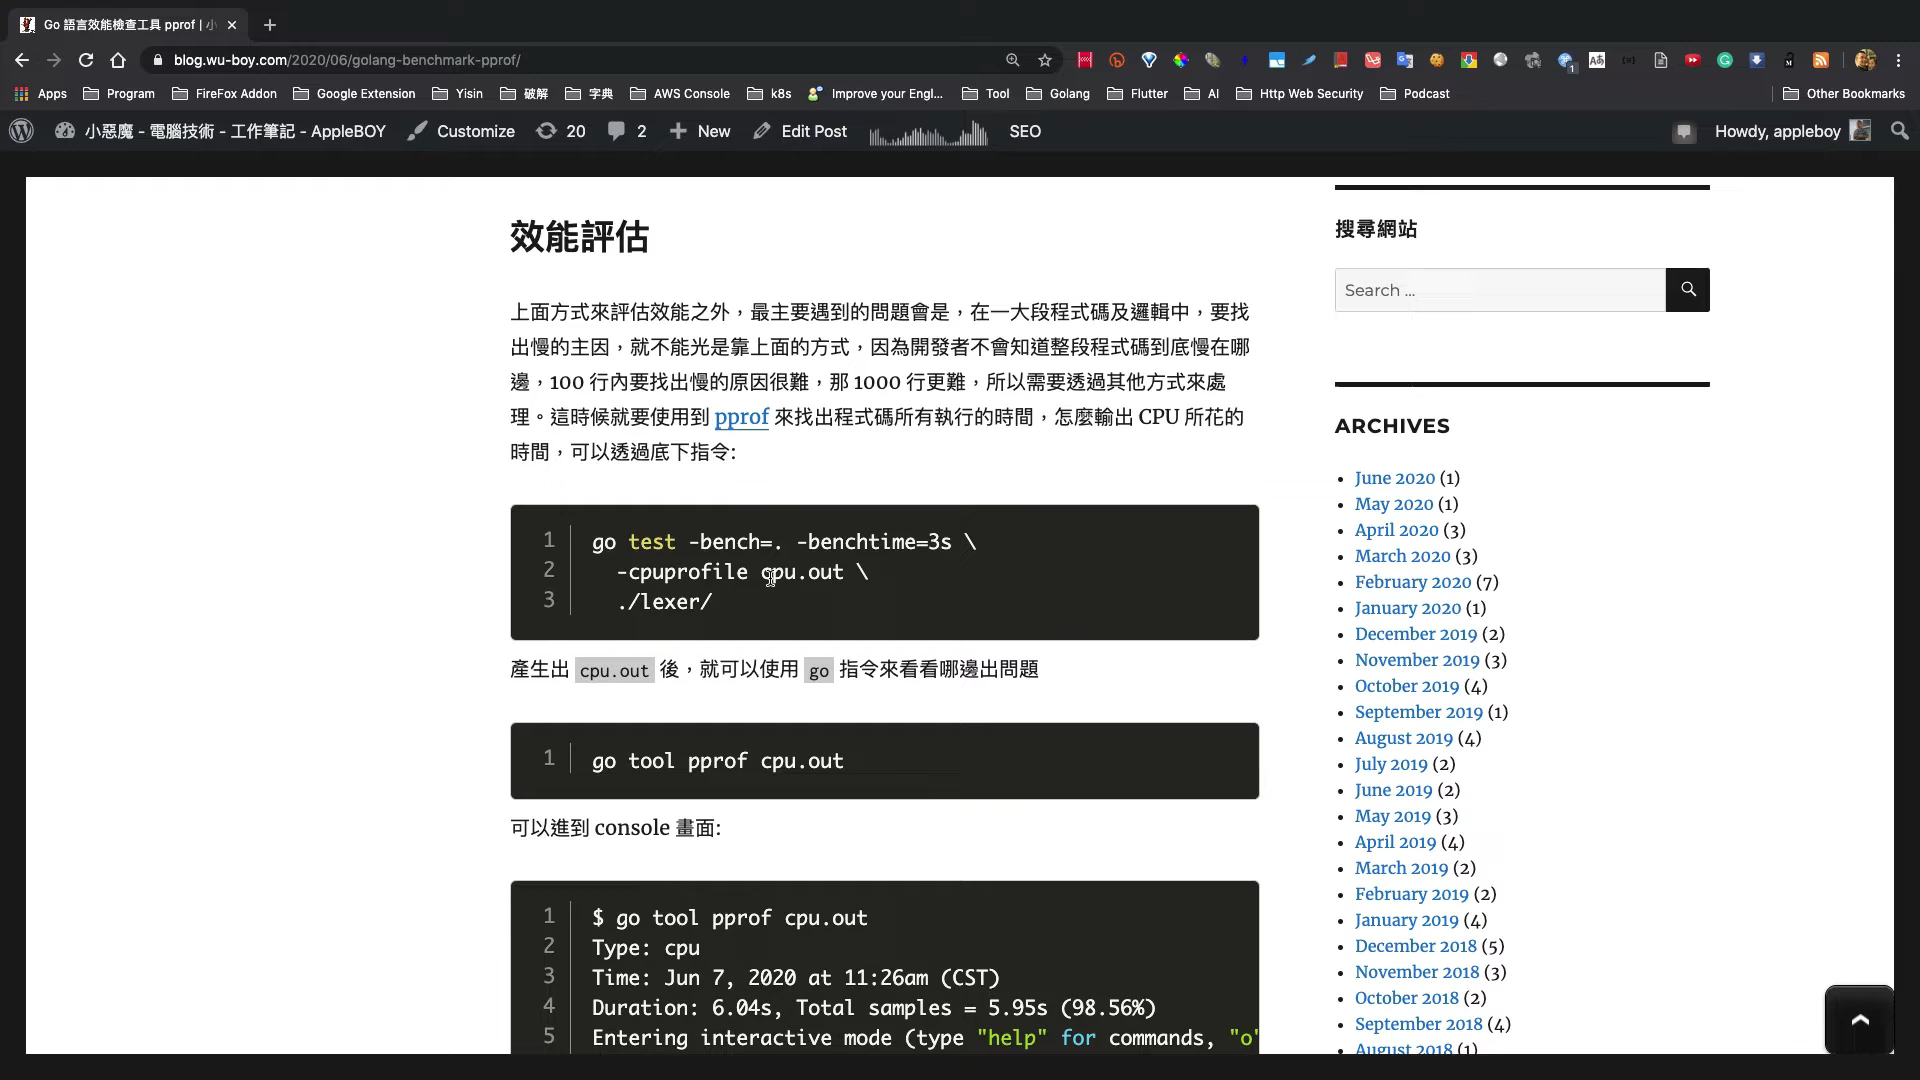 Go 語言效能檢查工具 pprof |
blog.wu-boy.com/2020/06/golang-benchmark-pprof/
Apps Program FireFox Addon Google Extension Yisin 破解 字典 AWS Console k8s Improve your Engl... Tool Golang Flutter AI Http Web Security Podcast Other Bookmarks
小惡魔 - 電腦技術 - 工作筆記 - AppleBOY Customize 20 2 New Edit Post SEO Howdy, appleboy
效能評估
上面方式來評估效能之外，最主要遇到的問題會是，在一大段程式碼及邏輯中，要找
出慢的主因，就不能光是靠上面的方式，因為開發者不會知道整段程式碼到底慢在哪
邊，100 行內要找出慢的原因很難，那 1000 行更難，所以需要透過其他方式來處
理。這時候就要使用到 pprof 來找出程式碼所有執行的時間，怎麼輸出 CPU 所花的
時間，可以透過底下指令:
1 go test -bench=. -benchtime=3s \
2 -cpuprofile cpu.out \
3 ./lexer/
產生出 cpu.out 後，就可以使用 go 指令來看看哪邊出問題
1 go tool pprof cpu.out
可以進到 console 畫面:
1 $ go tool pprof cpu.out
2 Type: cpu
3 Time: Jun 7, 2020 at 11:26am (CST)
4 Duration: 6.04s, Total samples = 5.95s (98.56%)
5 Entering interactive mode (type "help" for commands, "o"
搜尋網站
Search ...
ARCHIVES
June 2020 (1)
May 2020 (1)
April 2020 (3)
March 2020 (3)
February 2020 (7)
January 2020 (1)
December 2019 (2)
November 2019 (3)
October 2019 (4)
September 2019 (1)
August 2019 (4)
July 2019 (2)
June 2019 (2)
May 2019 (3)
April 2019 (4)
March 2019 (2)
February 2019 (2)
January 2019 (4)
December 2018 (5)
November 2018 (3)
October 2018 (2)
September 2018 (4)
August 2018 (1)